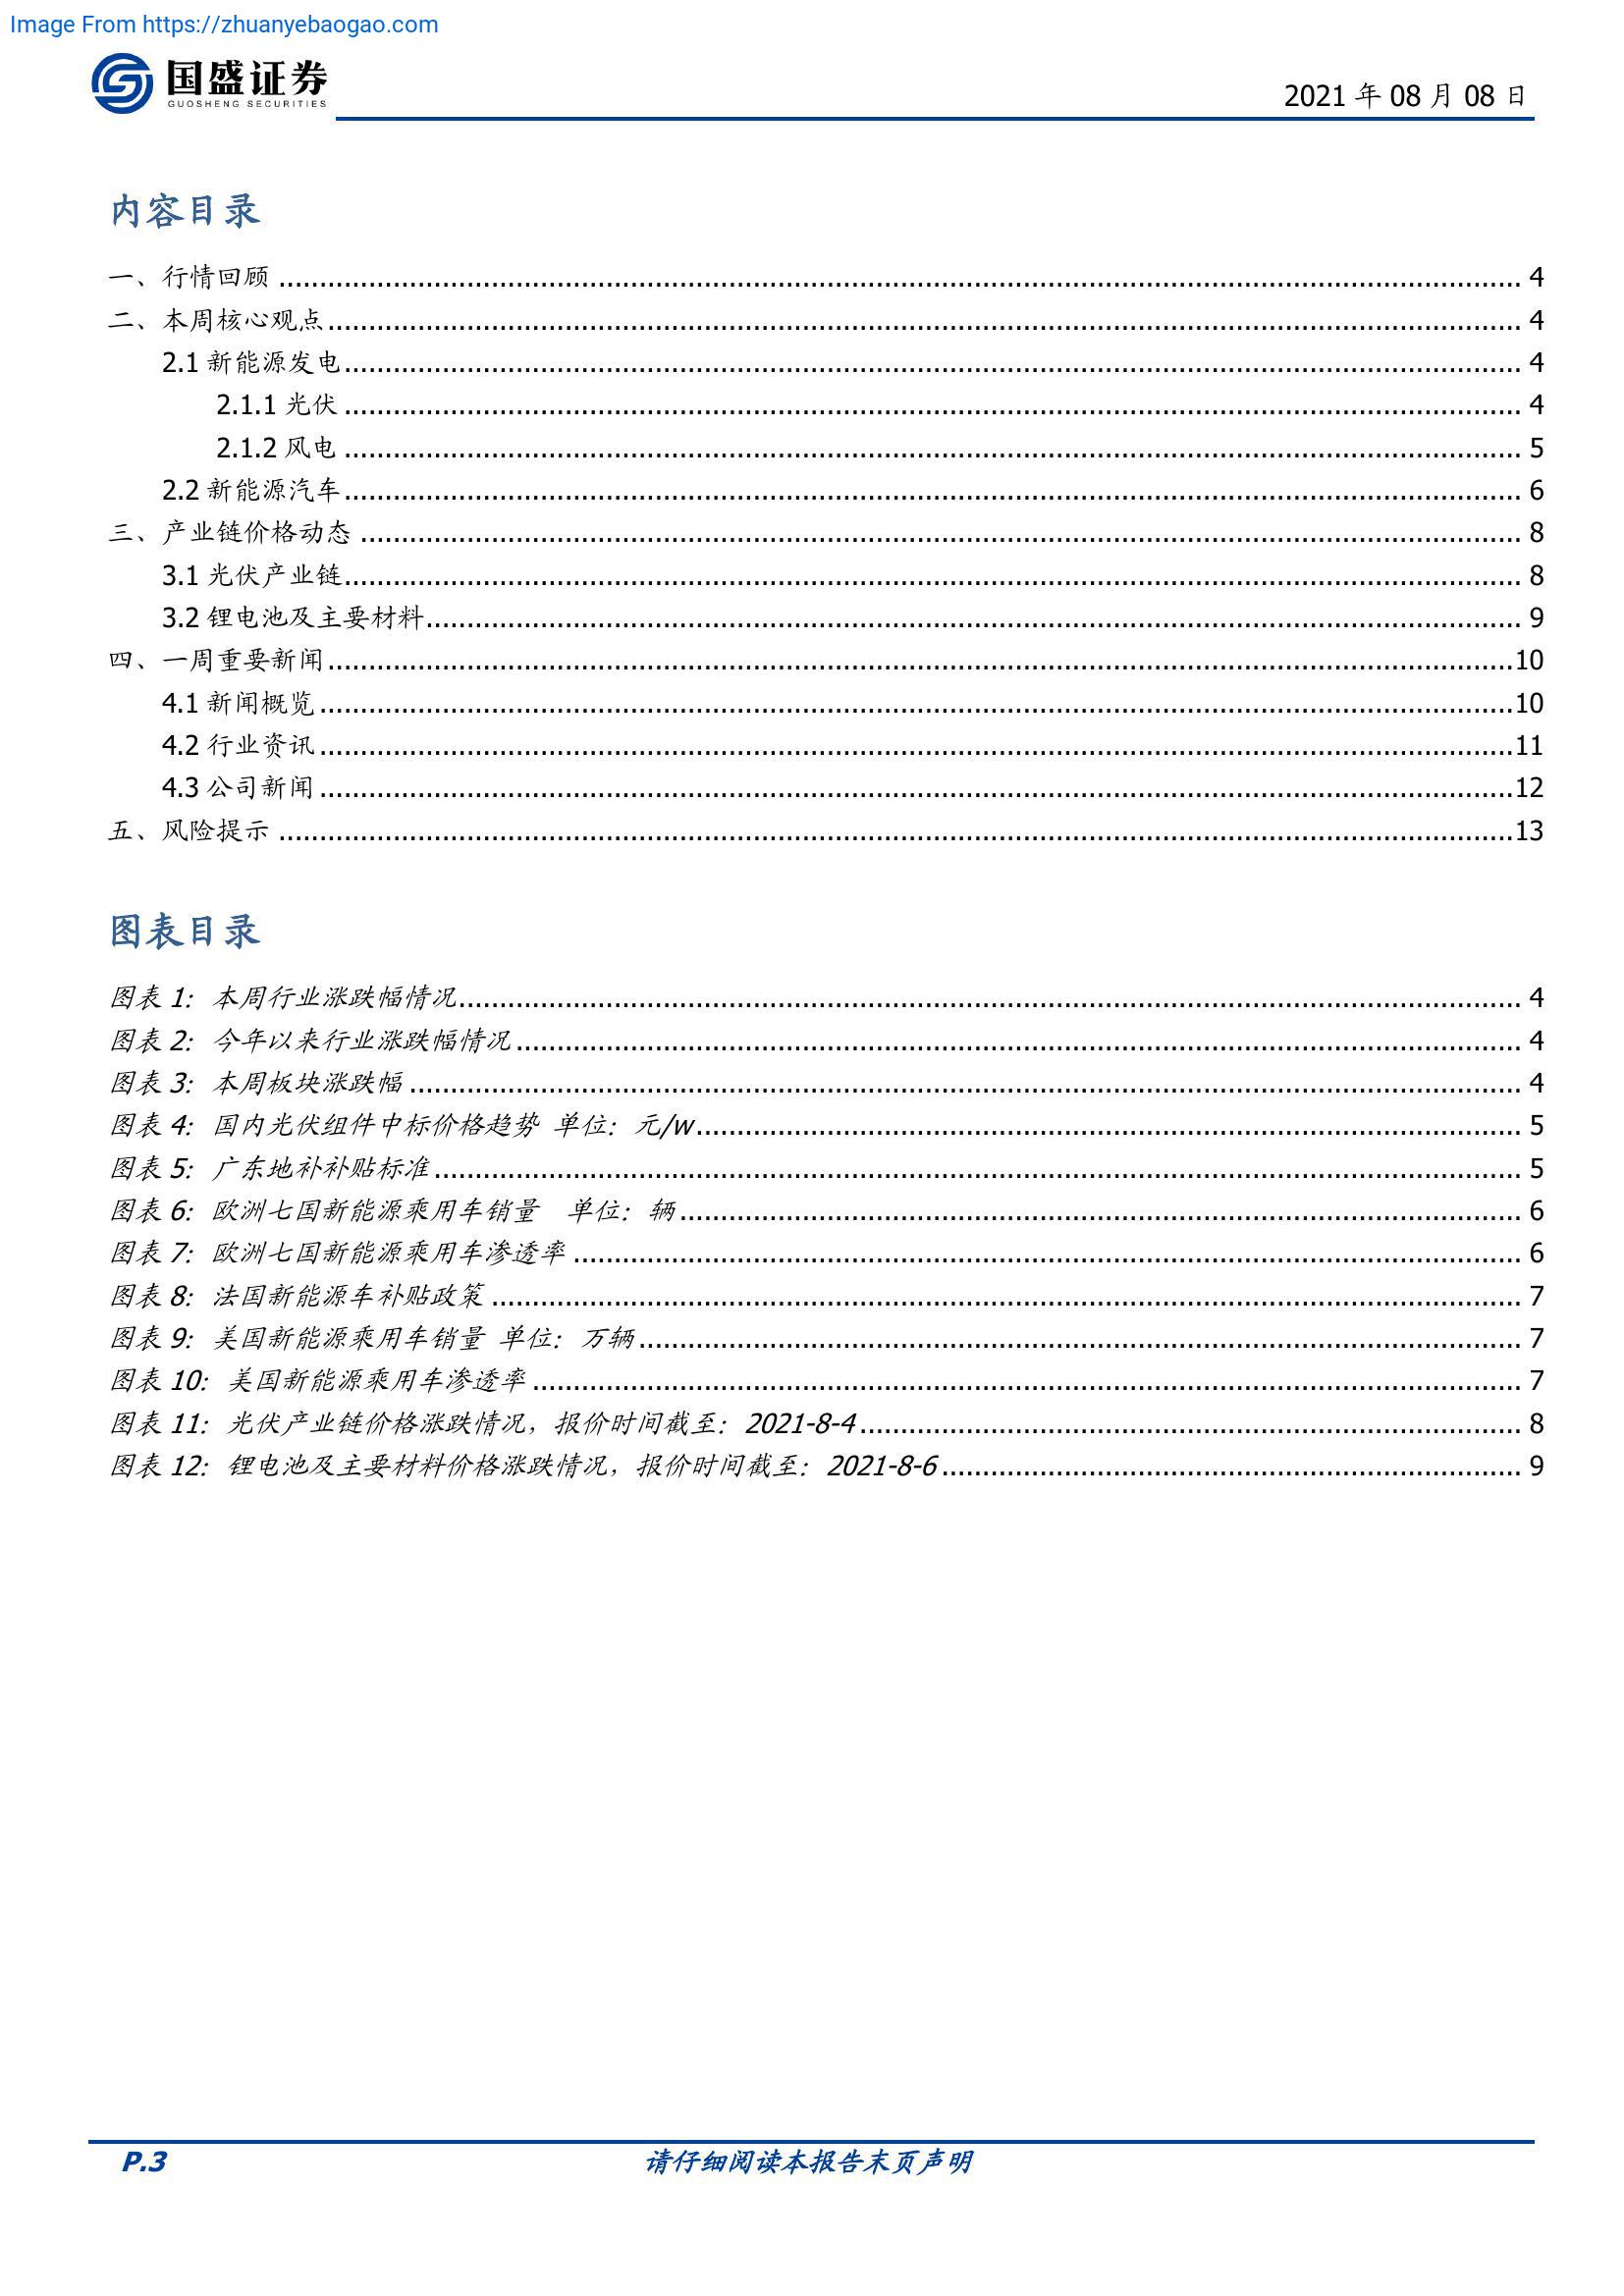 Image From https://zhuanyebaogao.com
国盛证券
GUOSHENG SECURITIES
2021 年 08 月 08 日
内容目录
一、行情回顾 ........................................ 4
二、本周核心观点 ........................................ 4
2.1 新能源发电 ........................................ 4
2.1.1 光伏 ........................................ 4
2.1.2 风电 ........................................ 5
2.2 新能源汽车 ........................................ 6
三、产业链价格动态 ........................................ 8
3.1 光伏产业链 ........................................ 8
3.2 锂电池及主要材料 ........................................ 9
四、一周重要新闻 ........................................ 10
4.1 新闻概览 ........................................ 10
4.2 行业资讯 ........................................ 11
4.3 公司新闻 ........................................ 12
五、风险提示 ........................................ 13
图表目录
图表 1：本周行业涨跌幅情况 ........................................ 4
图表 2：今年以来行业涨跌幅情况 ........................................ 4
图表 3：本周板块涨跌幅 ........................................ 4
图表 4：国内光伏组件中标价格趋势 单位：元/w ........................................ 5
图表 5：广东地补补贴标准 ........................................ 5
图表 6：欧洲七国新能源乘用车销量 单位：辆 ........................................ 6
图表 7：欧洲七国新能源乘用车渗透率 ........................................ 6
图表 8：法国新能源车补贴政策 ........................................ 7
图表 9：美国新能源乘用车销量 单位：万辆 ........................................ 7
图表 10：美国新能源乘用车渗透率 ........................................ 7
图表 11：光伏产业链价格涨跌情况，报价时间截至：2021-8-4 ........................................ 8
图表 12：锂电池及主要材料价格涨跌情况，报价时间截至：2021-8-6 ........................................ 9
P.3
请仔细阅读本报告末页声明